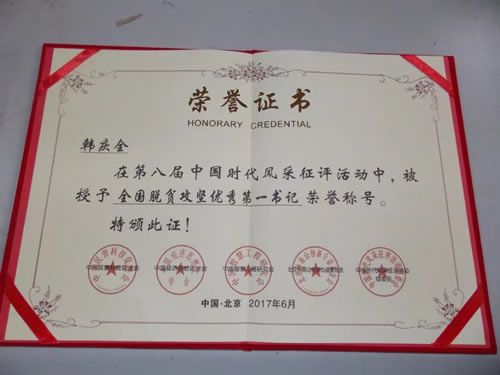 荣誉证书
HONORARY CREDENTIAL
韩庆全
在第八届中国时代风采征评活动中，被
授予 全国脱贫攻坚优秀第一书记 荣誉称号。
特颁此证！
中国·北京 2017年6月